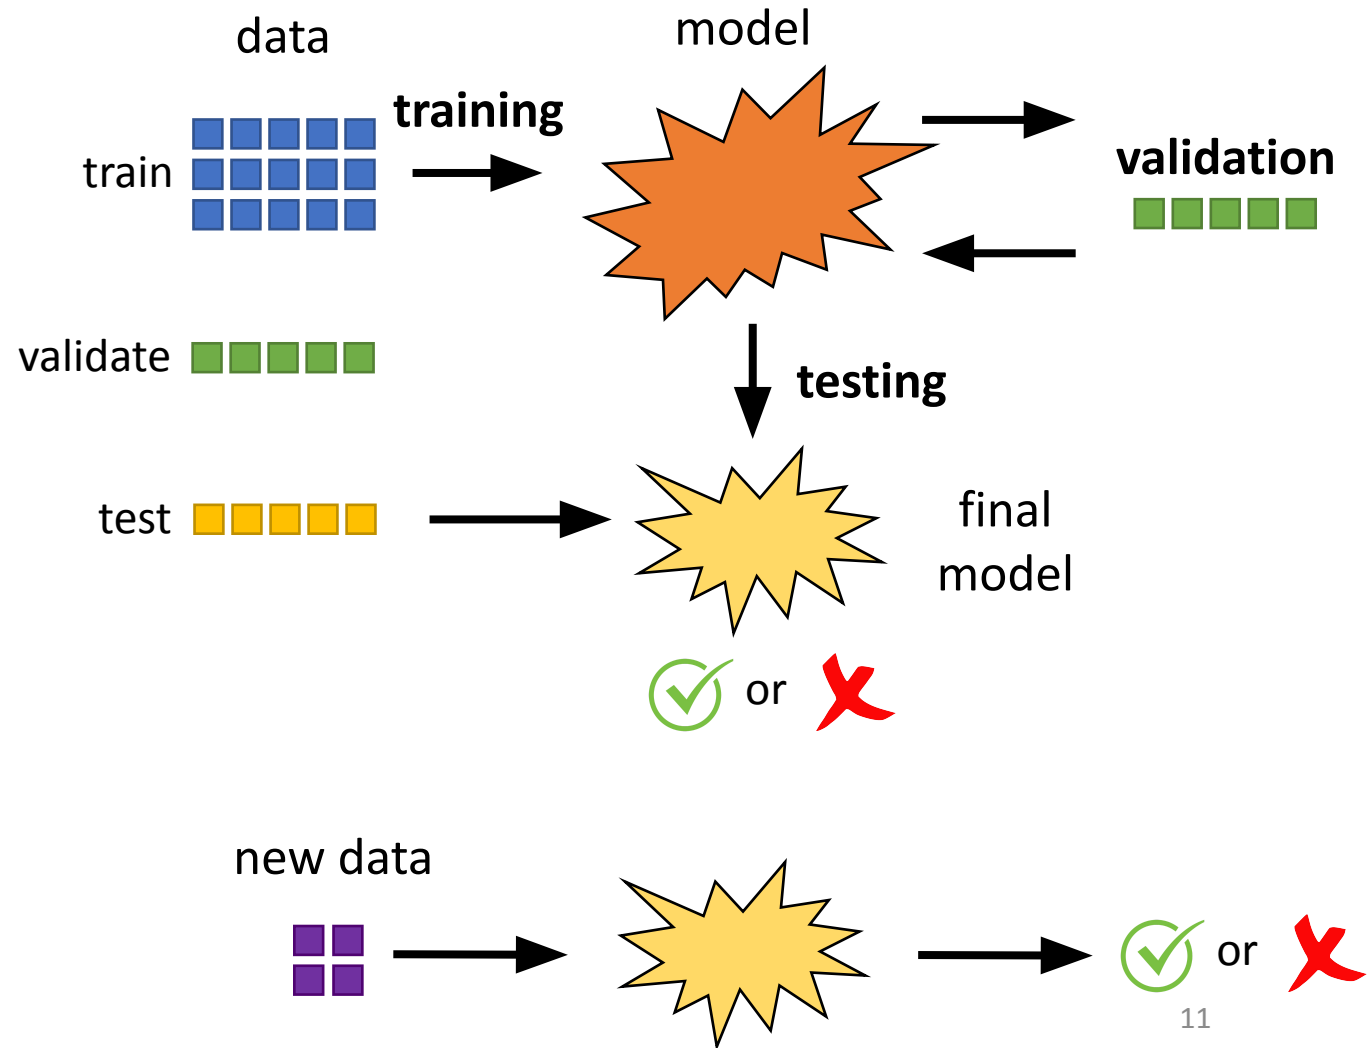 data
model
training
train
validation
validate
testing
test
final
model
or
new data
or
11